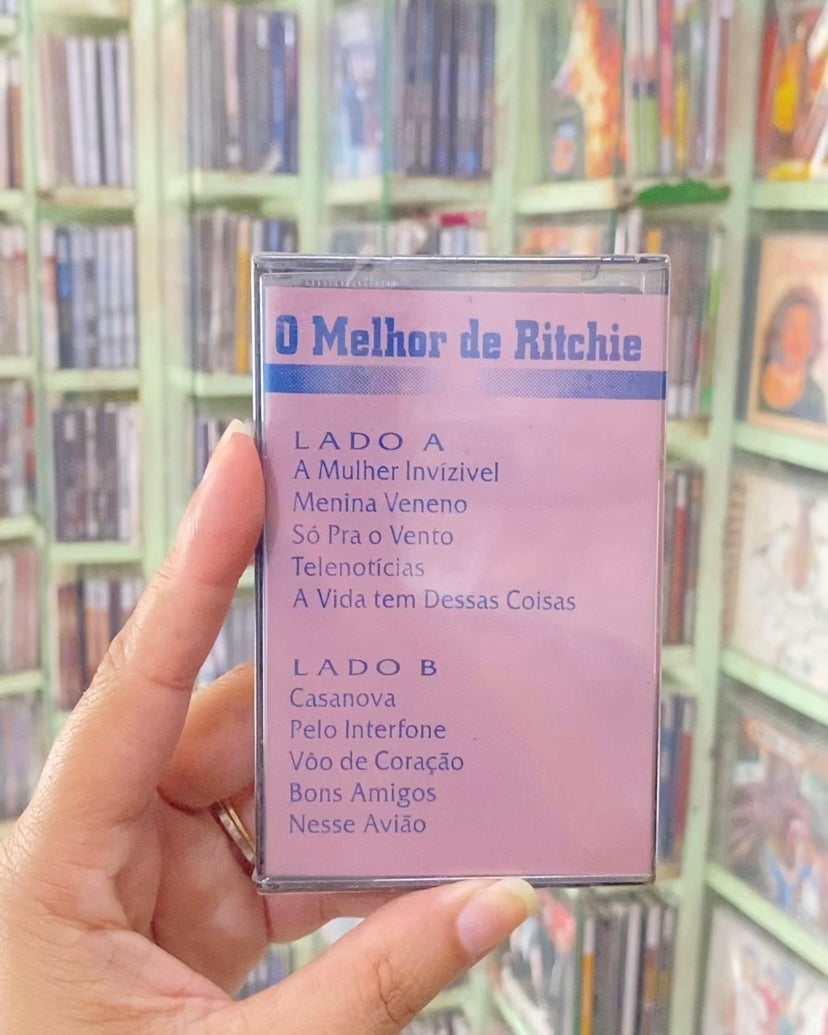 O Melhor de Ritchie
LADO A
A Mulher Invízivel
Menina Veneno
Só Pra o Vento
Telenotícias
A Vida tem Dessas Coisas
LADO B
Casanova
Pelo Interfone
Vôo de Coração
Bons Amigos
Nesse Avião